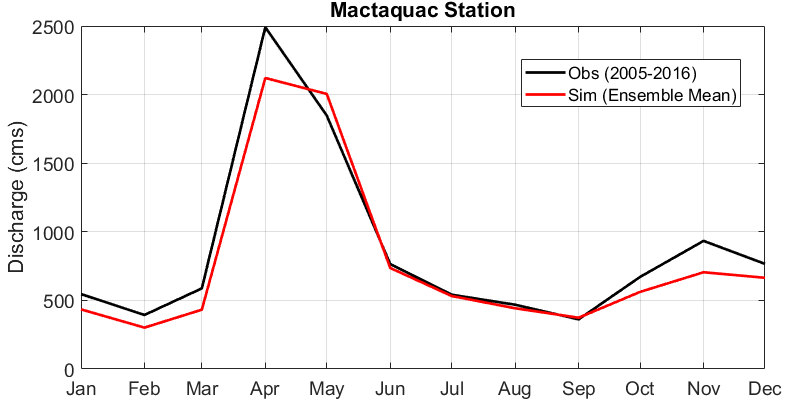 Mactaquac Station
2500
2000
1500
1000
500
0
Discharge (cms)
Obs (2005-2016)
Sim (Ensemble Mean)
Jan Feb Mar Apr May Jun Jul Aug Sep Oct Nov Dec